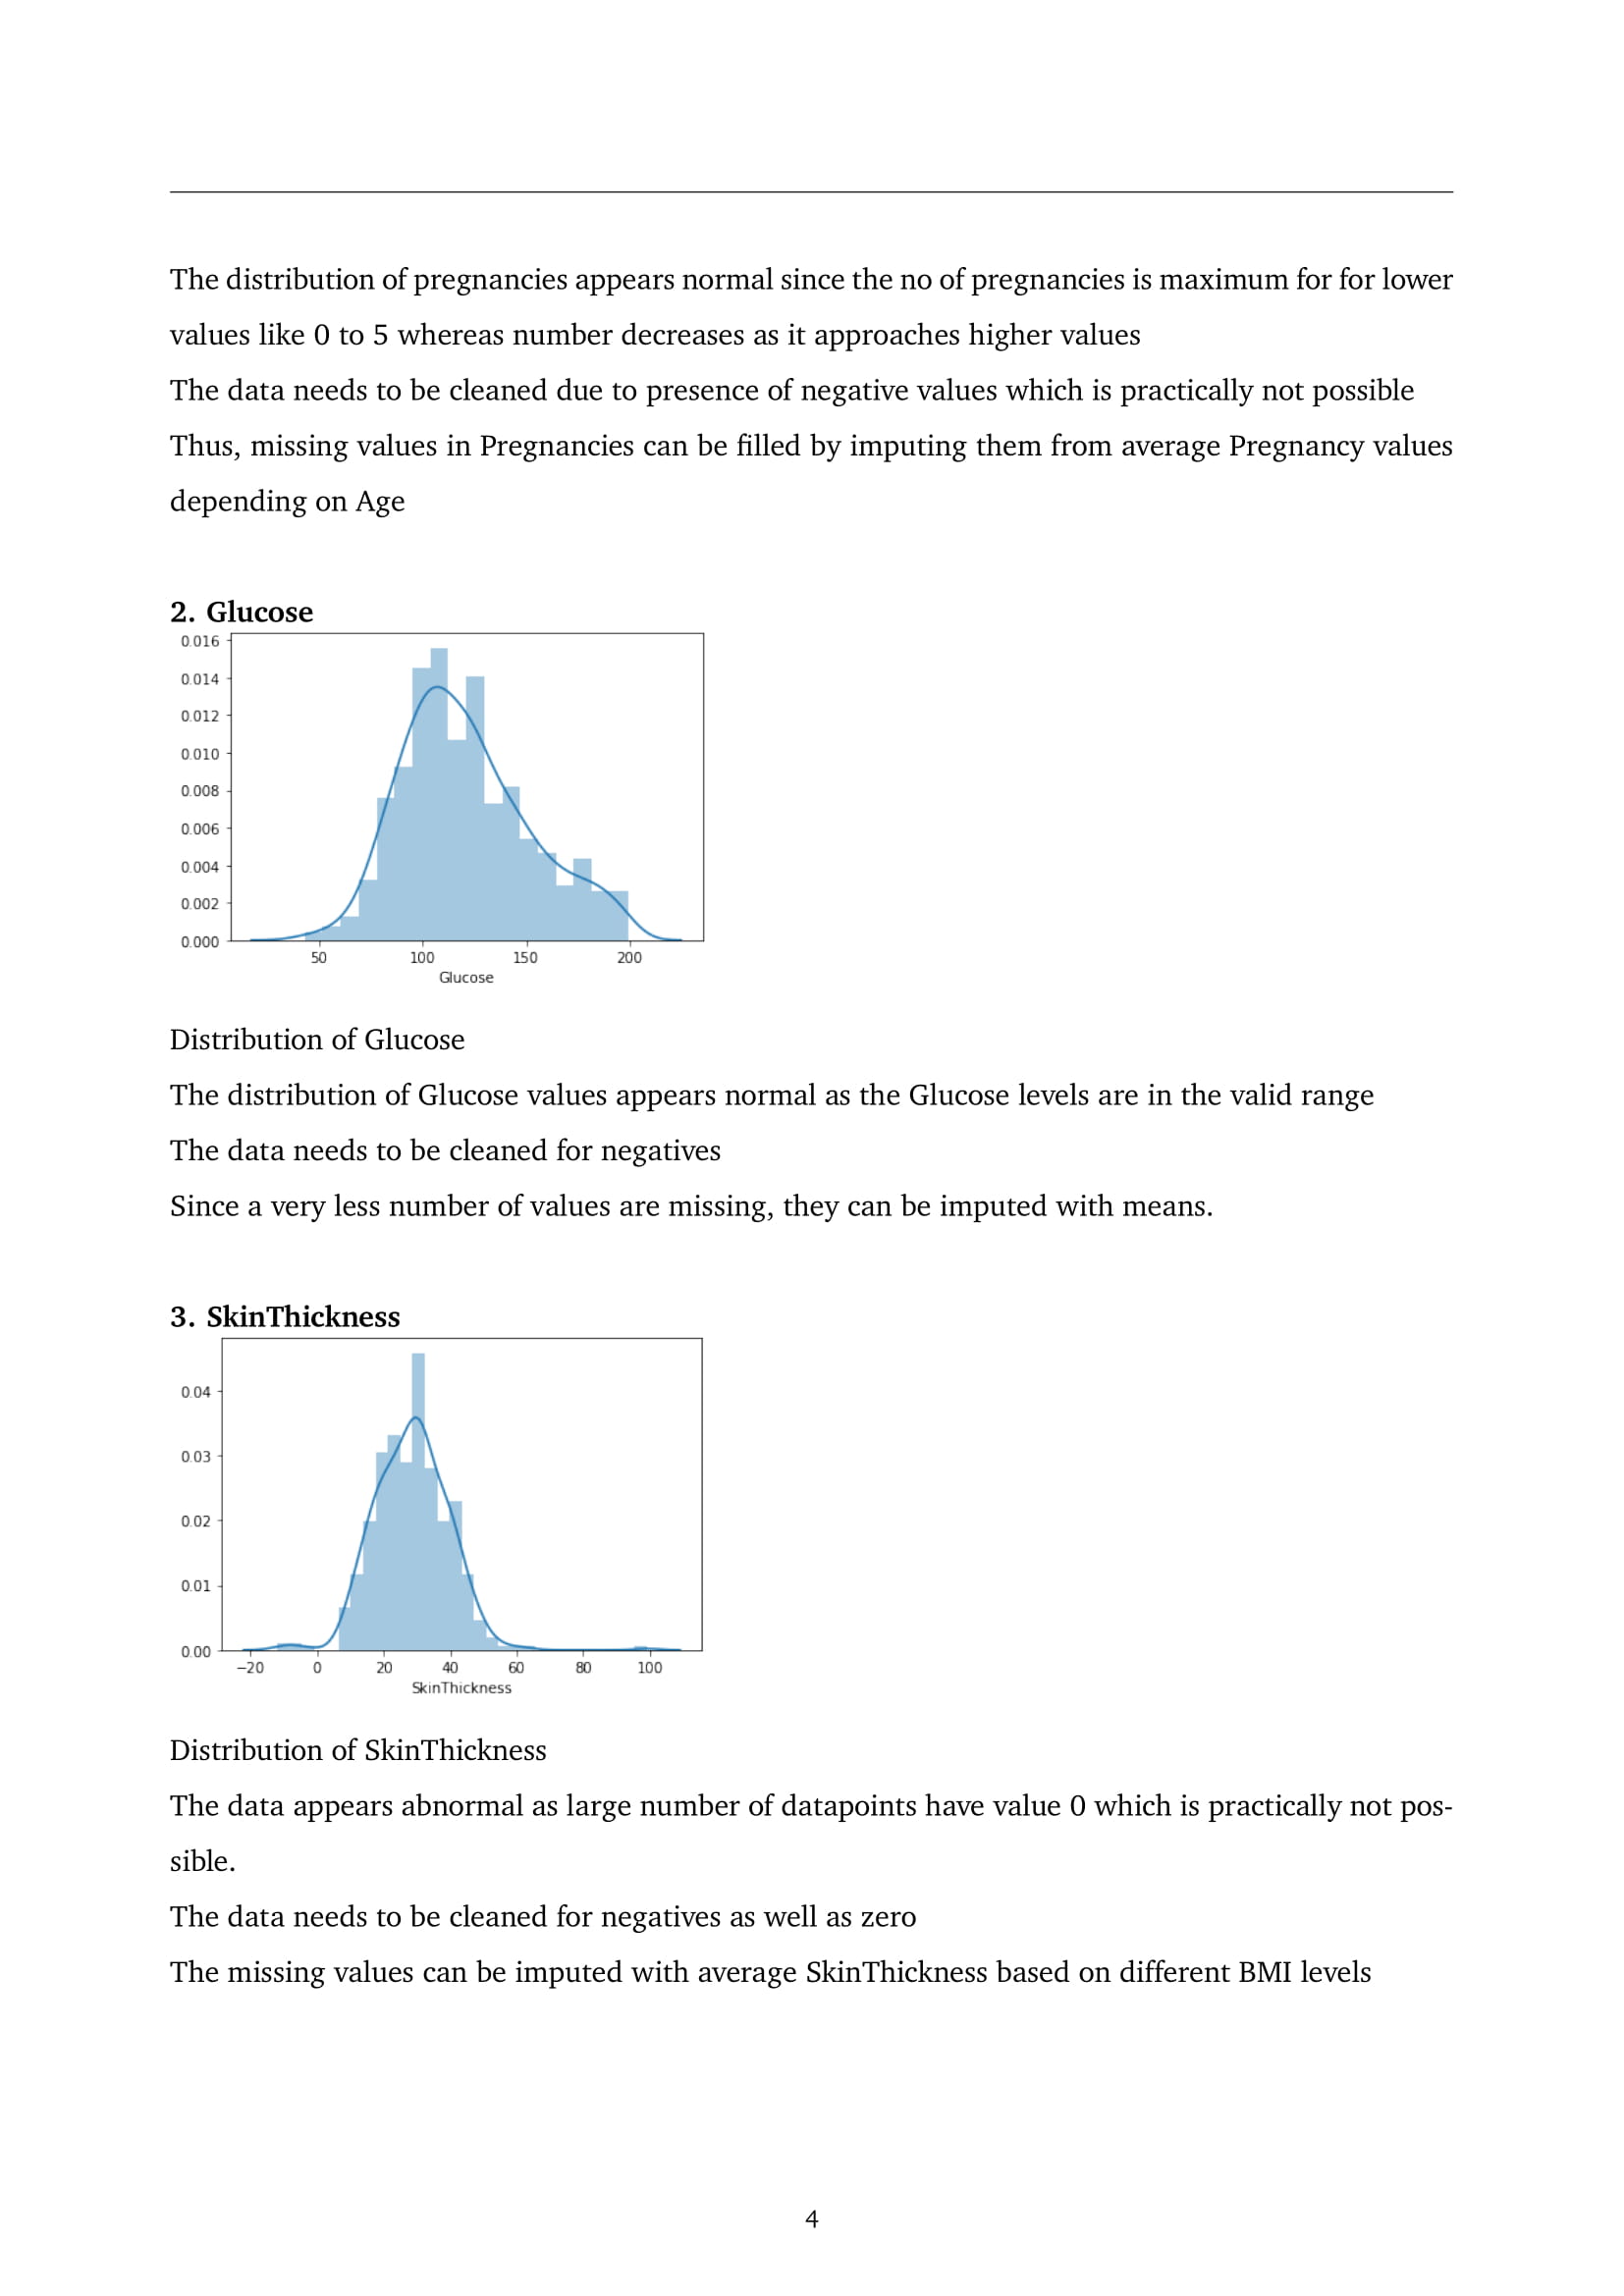 The distribution of pregnancies appears normal since the no of pregnancies is maximum for for lower
values like 0 to 5 whereas number decreases as it approaches higher values
The data needs to be cleaned due to presence of negative values which is practically not possible
Thus, missing values in Pregnancies can be filled by imputing them from average Pregnancy values
depending on Age
2. Glucose
0.016
0.014
0.012
0.010
0.008
0.006
0.004
0.002
0.000
50 100 150 200
Glucose
Distribution of Glucose
The distribution of Glucose values appears normal as the Glucose levels are in the valid range
The data needs to be cleaned for negatives
Since a very less number of values are missing, they can be imputed with means.
3. SkinThickness
0.04
0.03
0.02
0.01
0.00
−20 0 20 40 60 80 100
SkinThickness
Distribution of SkinThickness
The data appears abnormal as large number of datapoints have value 0 which is practically not pos-
sible.
The data needs to be cleaned for negatives as well as zero
The missing values can be imputed with average SkinThickness based on different BMI levels
4